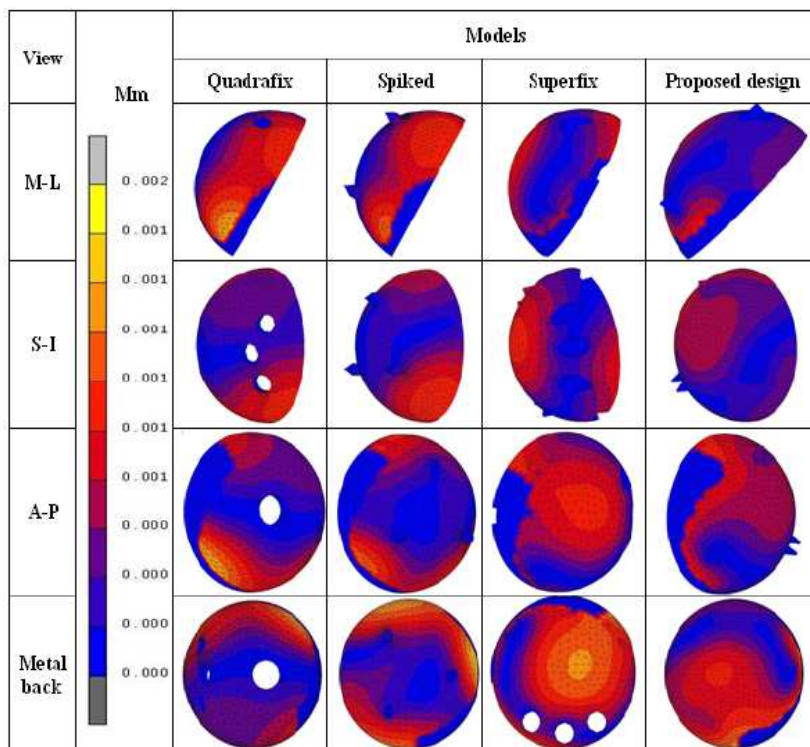 View
Mm
Models
Quadrafix
Spiked
Superfix
Proposed design
M-L
S-I
A-P
Metal
back
0.002
0.001
0.001
0.001
0.001
0.001
0.001
0.000
0.000
0.000
0.000